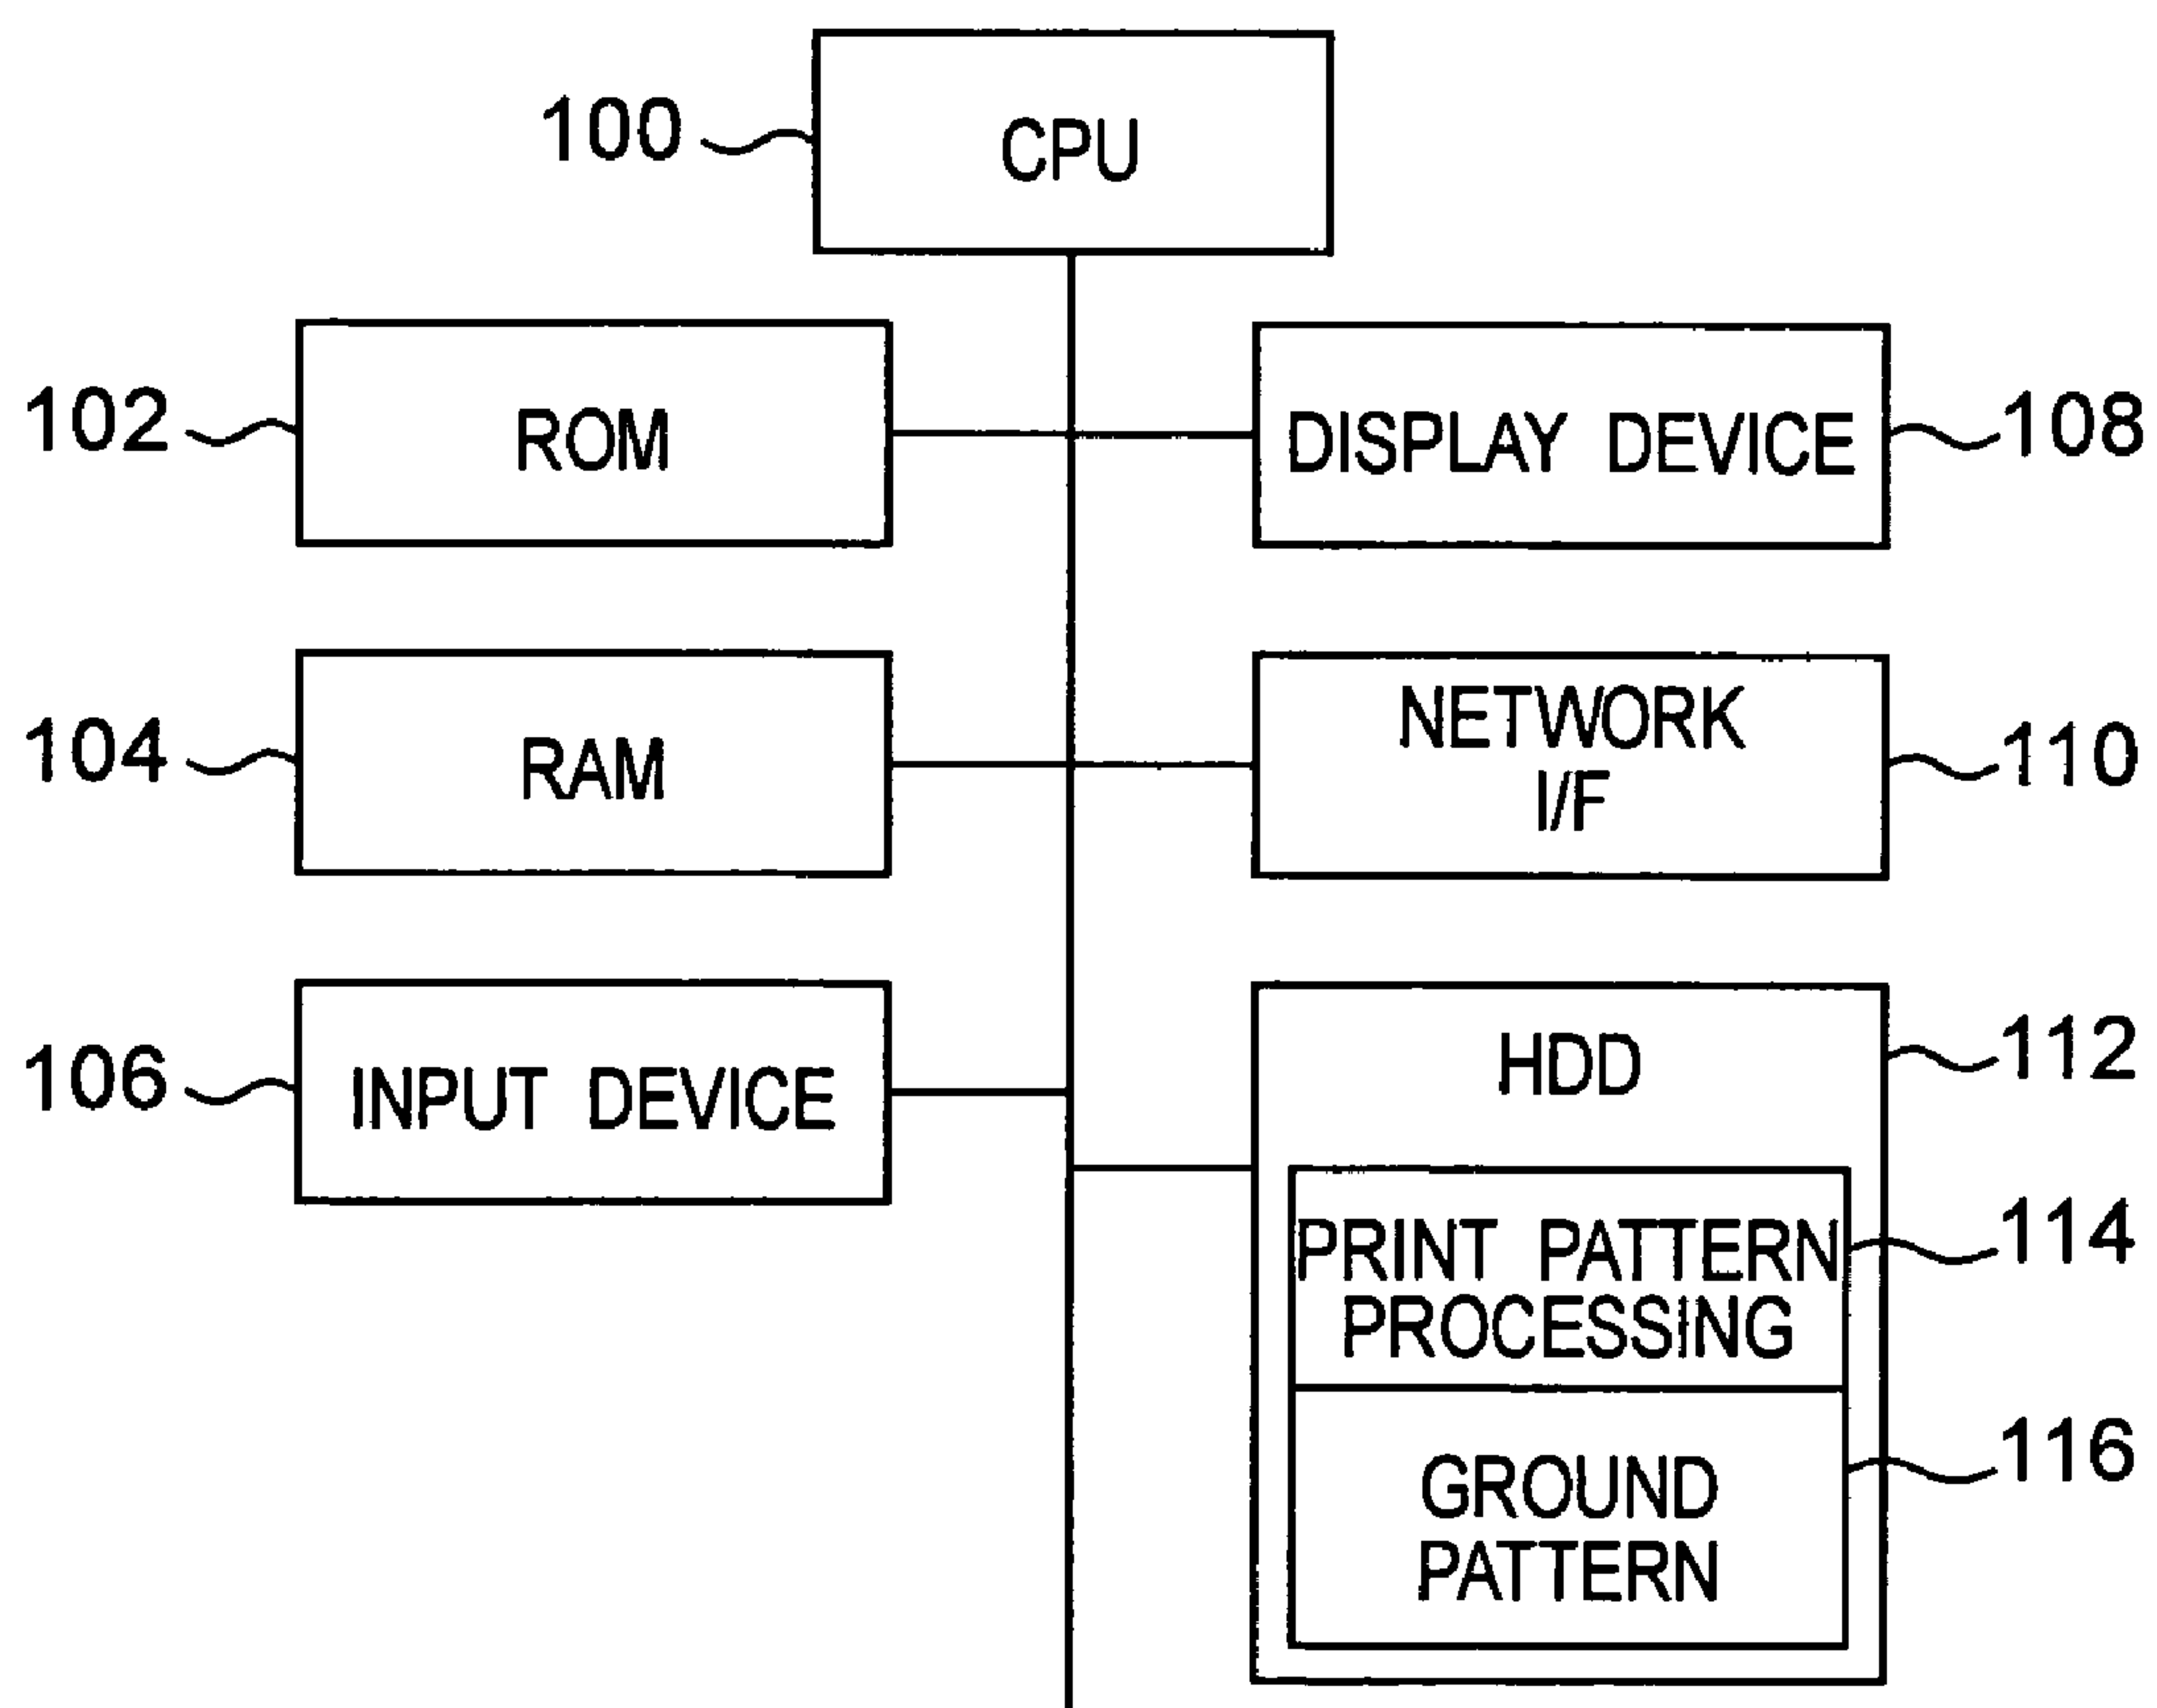 100
CPU
102
ROM
DISPLAY DEVICE
108
104
RAM
NETWORK
I/F
110
106
INPUT DEVICE
HDD
112
PRINT PATTERN
PROCESSING
114
GROUND
PATTERN
116